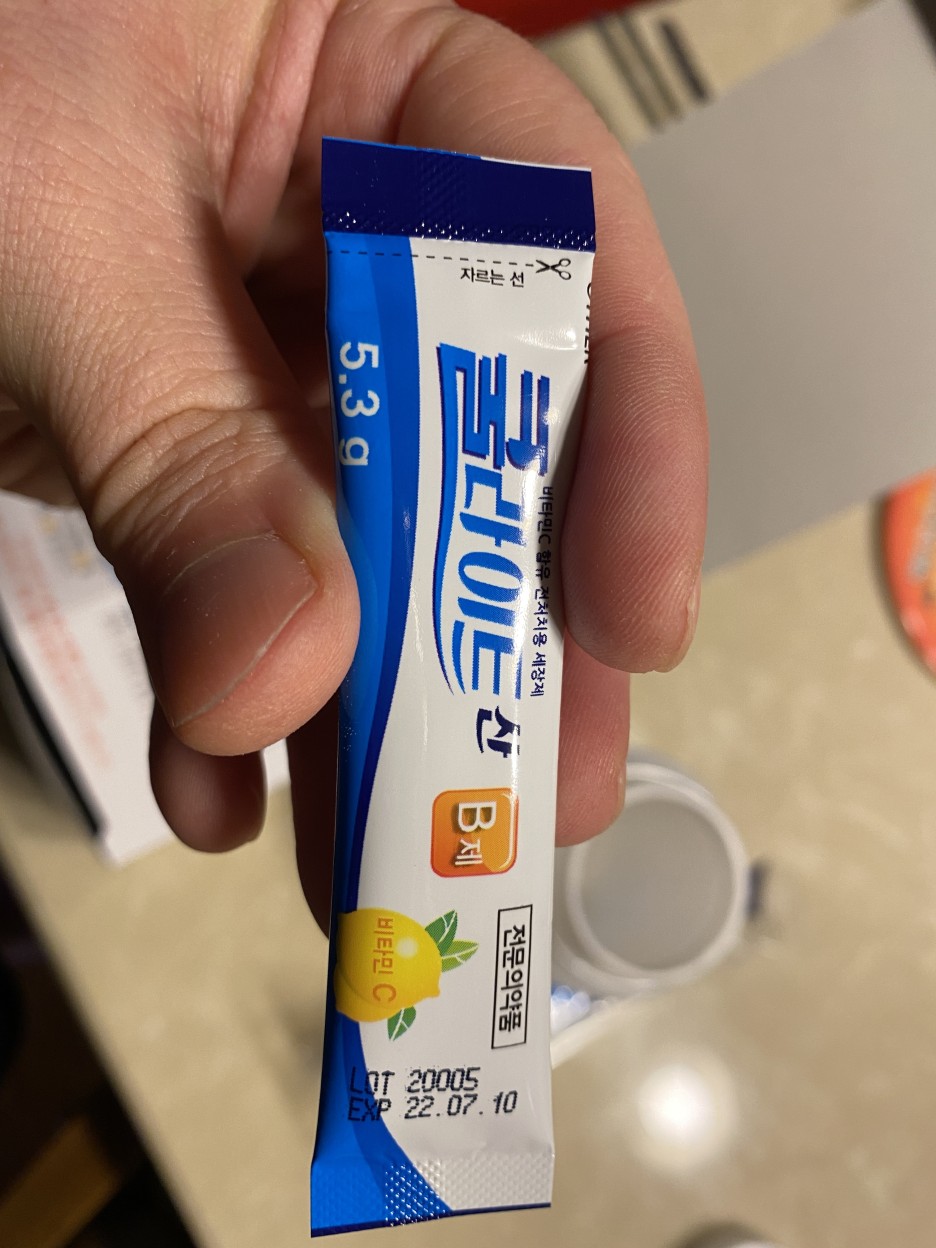 자르는 선
5.3 g
비타민C 함유 전처치용 세장제
쿨라이트산
B제
전문의약품
비타민 C
LOT 20005
EXP 22.07.10